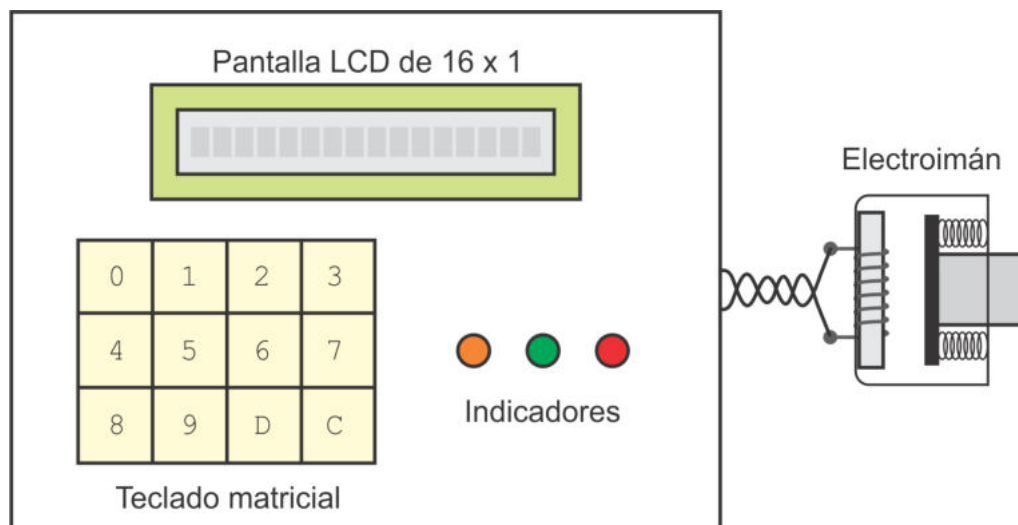 Pantalla LCD de 16 x 1
Electroimán
0 1 2 3
4 5 6 7
8 9 D C
Indicadores
Teclado matricial